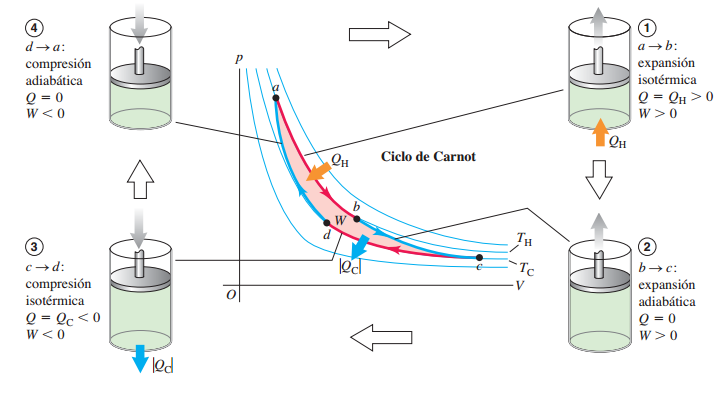 4
d → a:
compresión
adiabática
Q = 0
W < 0
1
a → b:
expansión
isotérmica
Q = Q_H > 0
W > 0
Q_H
p
a
Q_H
Ciclo de Carnot
b
W
d
|Q_C|
c
T_H
T_C
V
O
3
c → d:
compresión
isotérmica
Q = Q_C < 0
W < 0
|Q_C|
2
b → c:
expansión
adiabática
Q = 0
W > 0